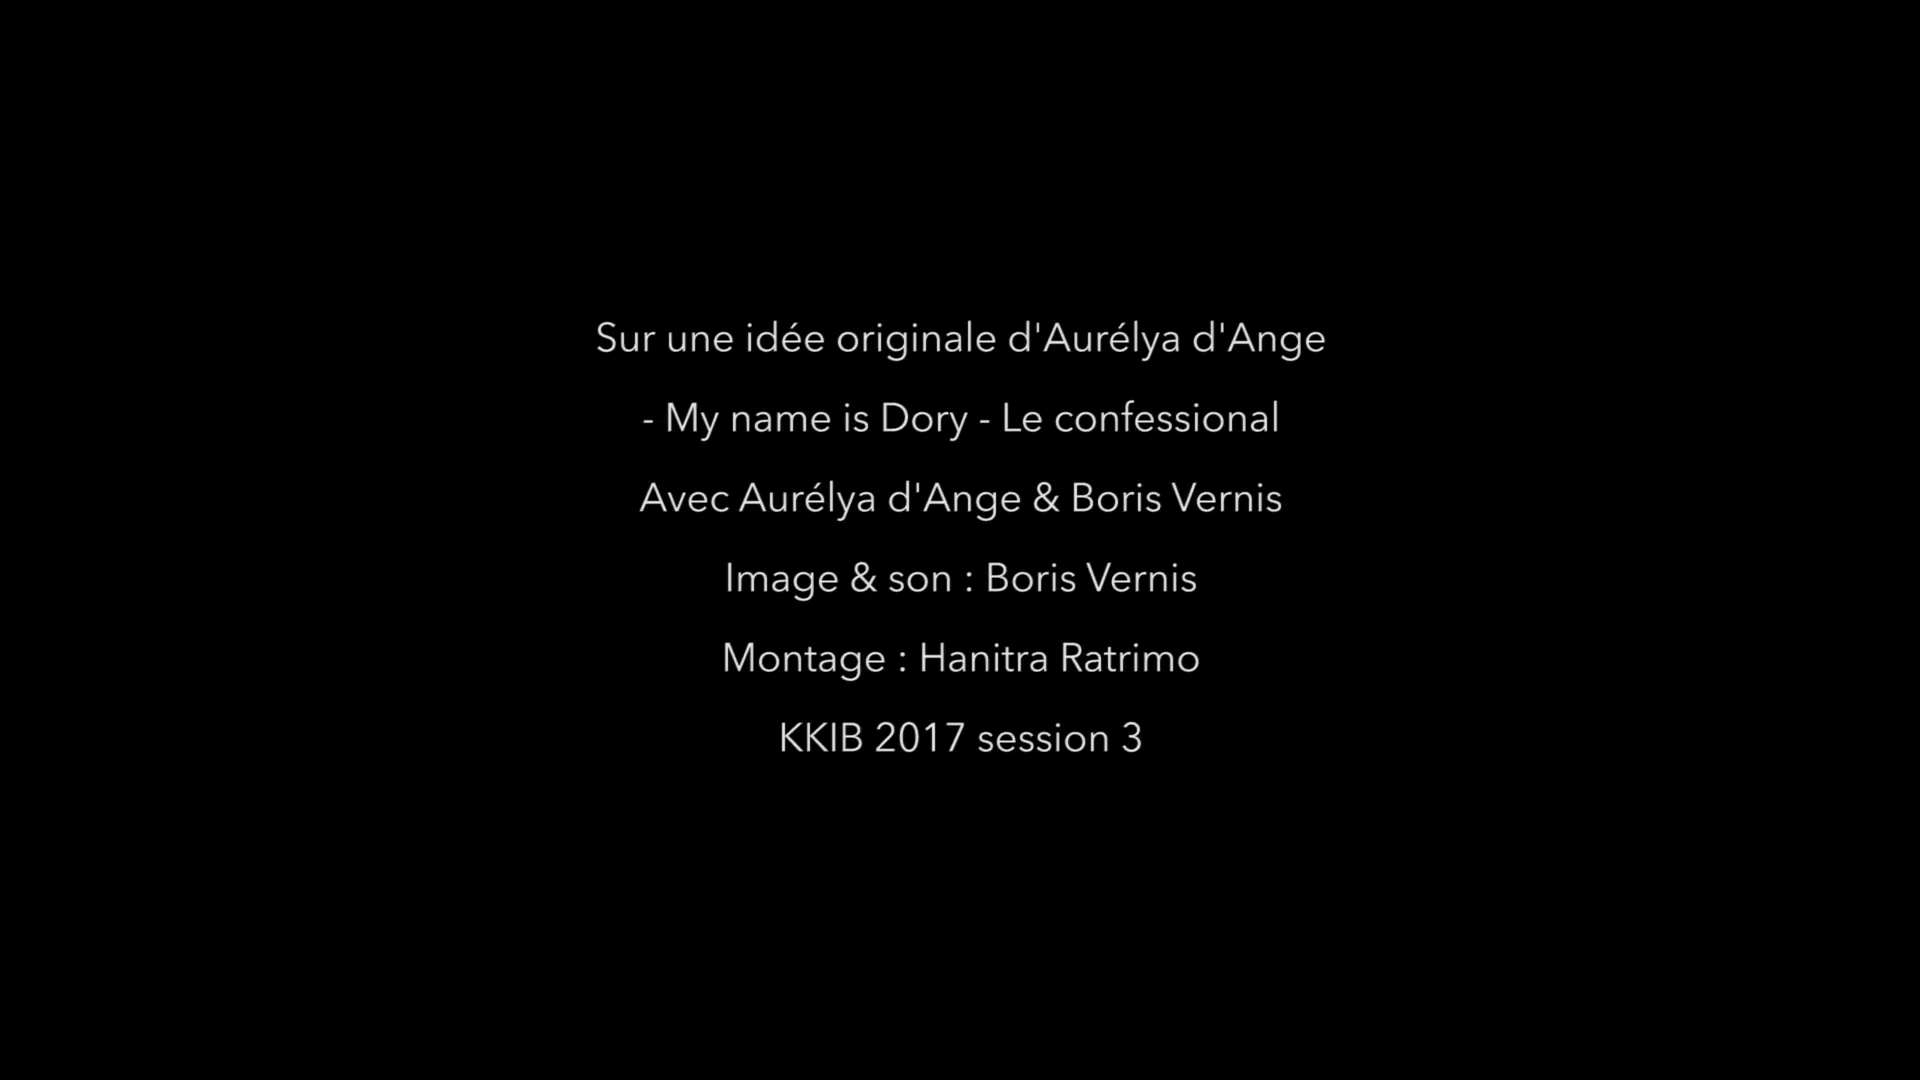 Sur une idée originale d'Aurélya d'Ange
- My name is Dory - Le confessional
Avec Aurélya d'Ange & Boris Vernis
Image & son : Boris Vernis
Montage : Hanitra Ratrimo
KKIB 2017 session 3